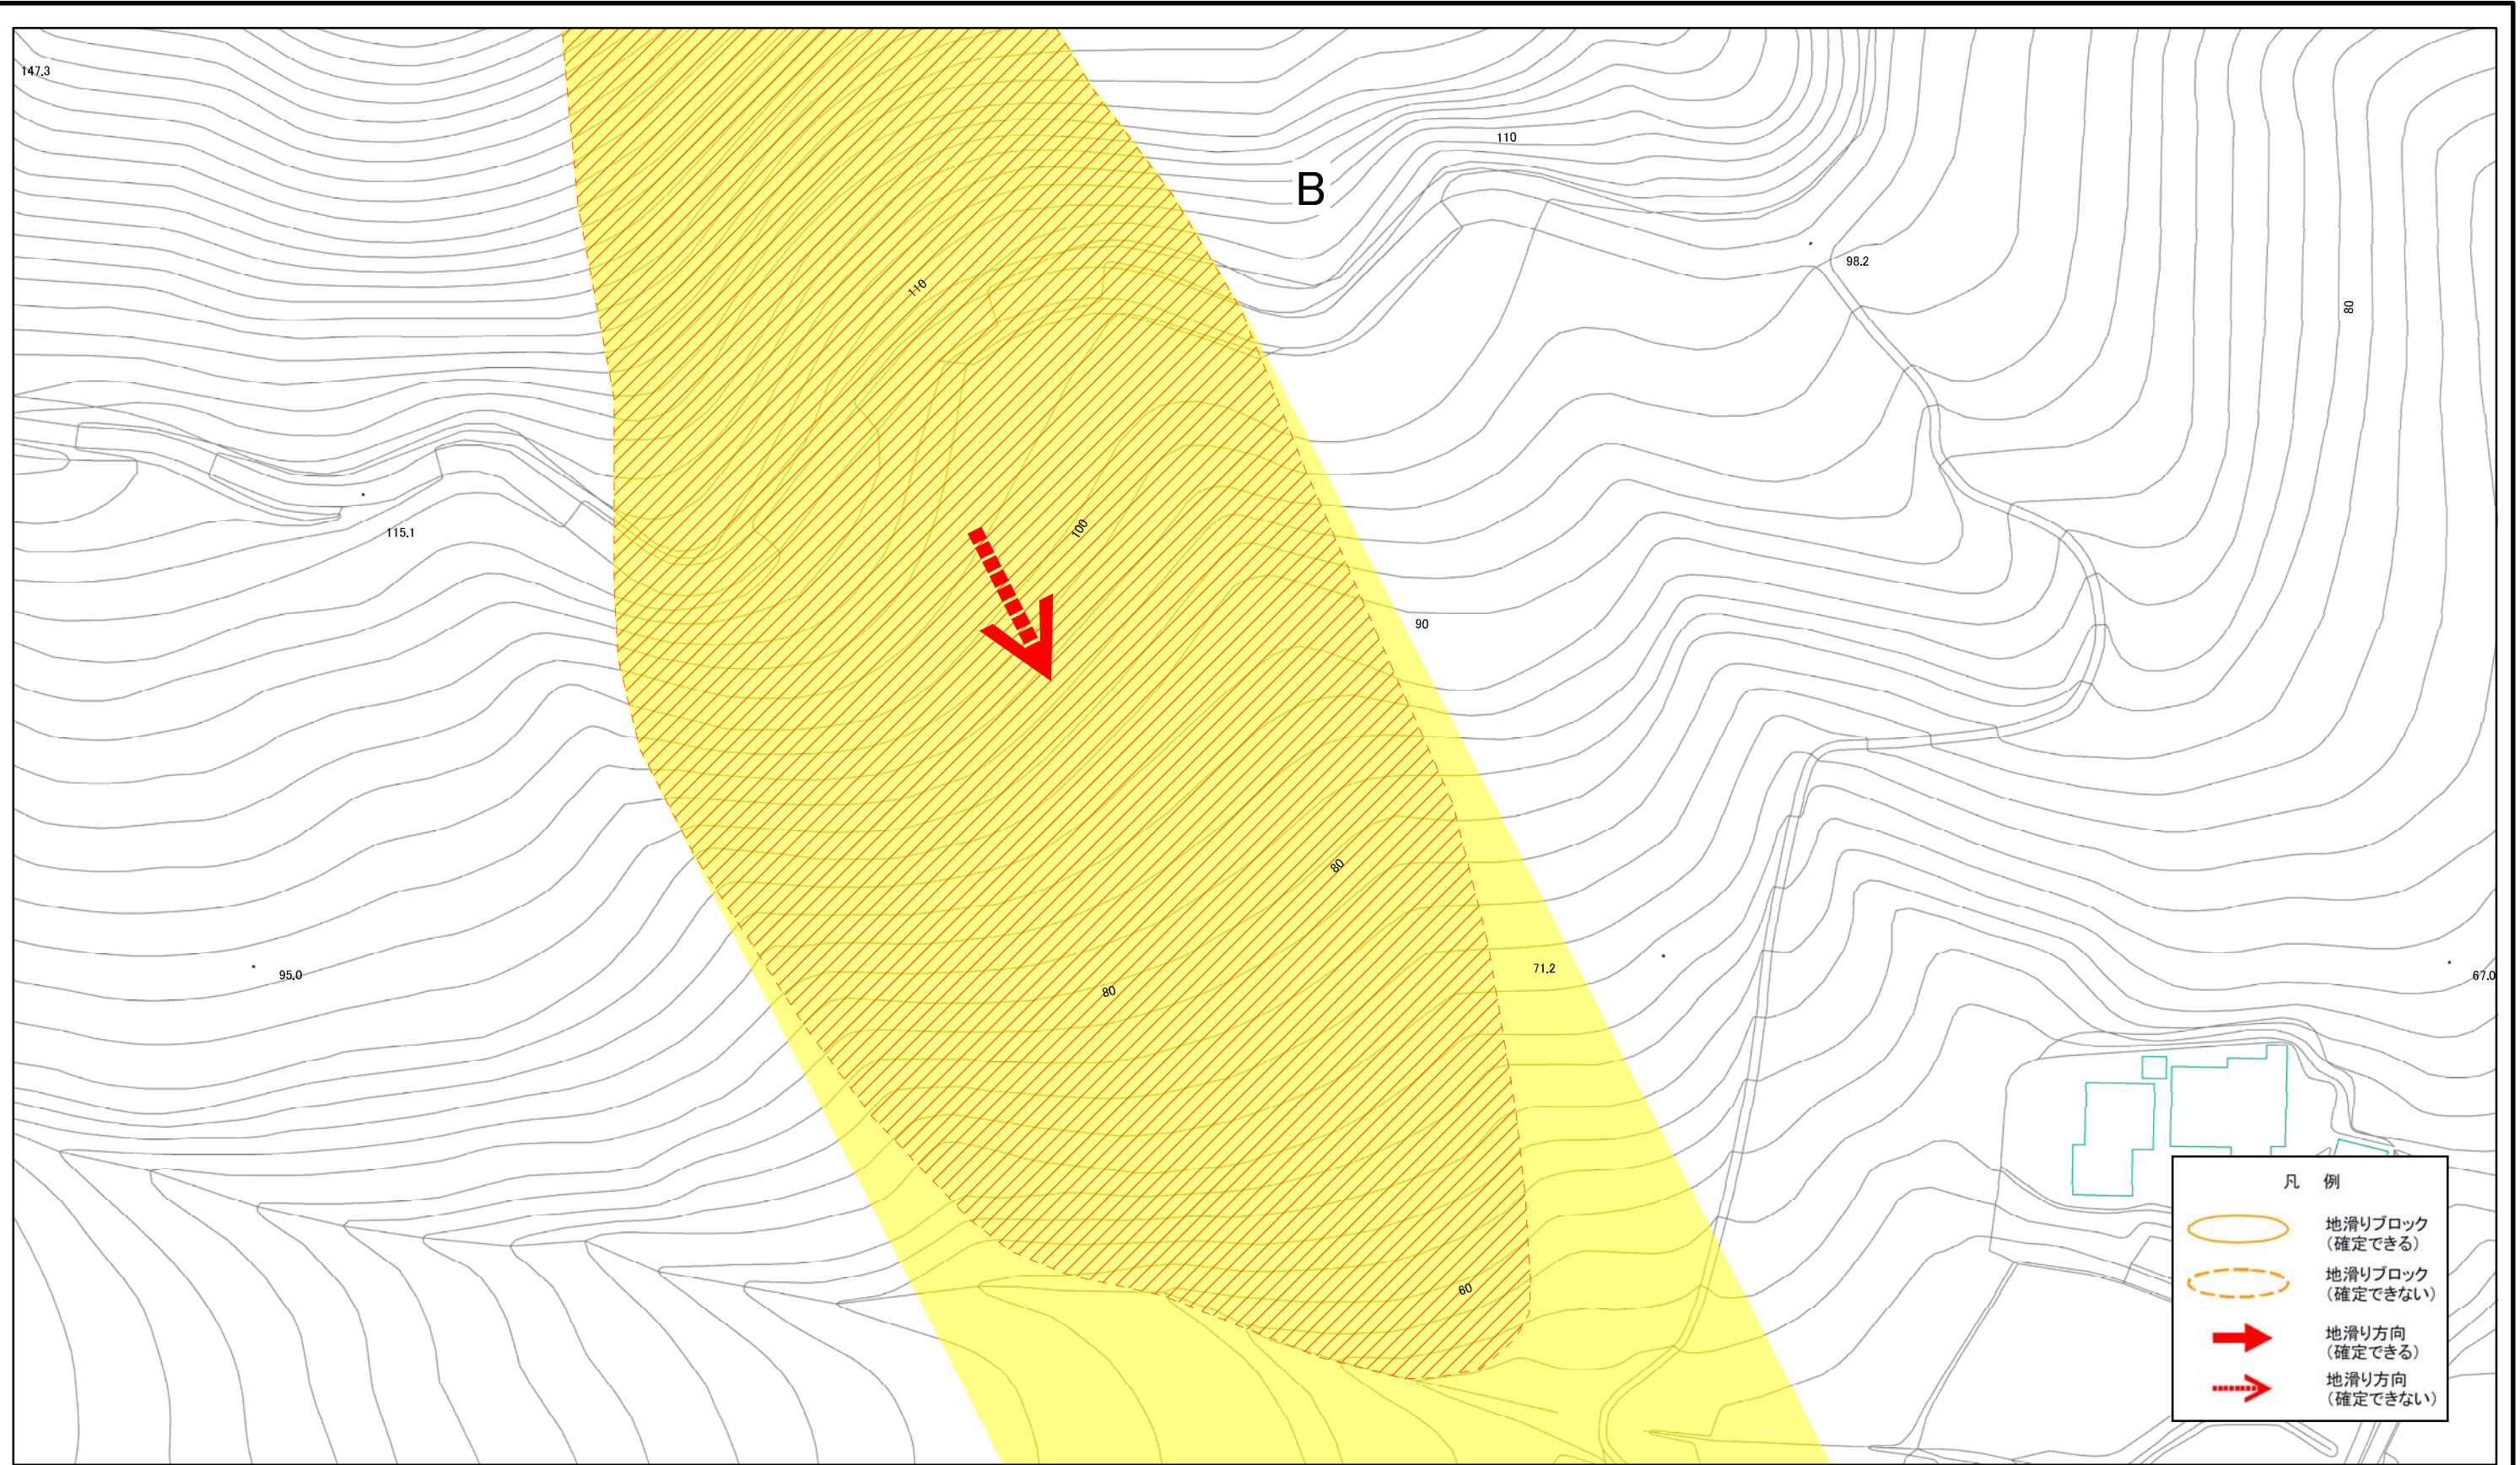 147.3
110
B
98.2
110
80
100
115.1
90
80
71.2
95.0
80
67.0
60
凡 例
地滑りブロック
（確定できる）
地滑りブロック
（確定できない）
地滑り方向
（確定できる）
地滑り方向
（確定できない）